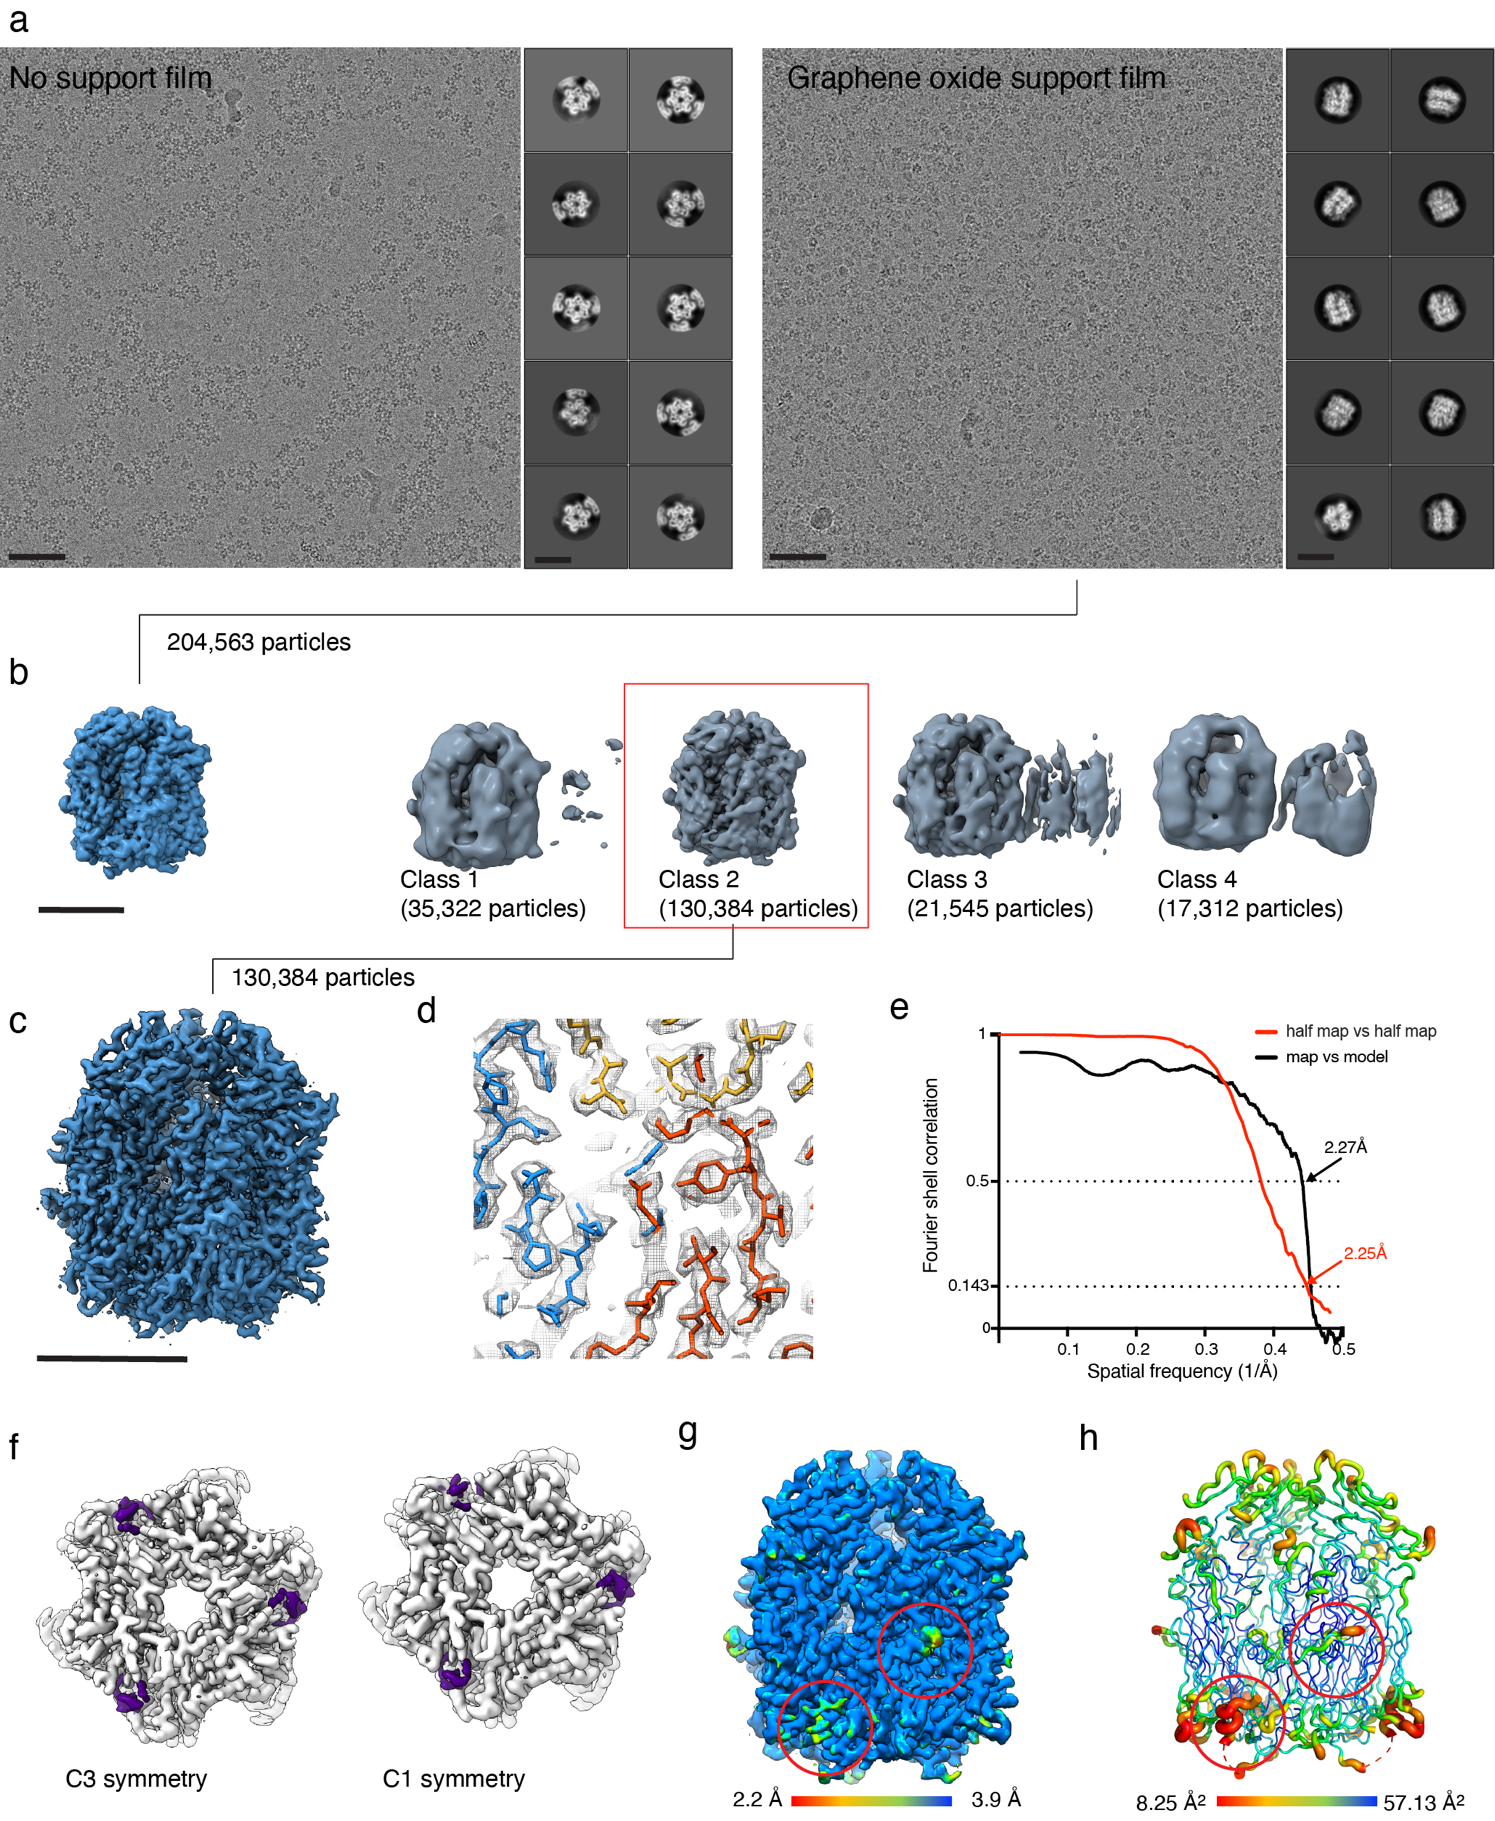 a
No support film
Graphene oxide support film
204,563 particles
b
Class 1
(35,322 particles)
Class 2
(130,384 particles)
Class 3
(21,545 particles)
Class 4
(17,312 particles)
130,384 particles
c
d
e
half map vs half map
map vs model
1
0.5
0.143
0
Fourier shell correlation
2.27Å
2.25Å
0.1
0.2
0.3
0.4
0.5
Spatial frequency (1/Å)
f
C3 symmetry
C1 symmetry
g
2.2 Å
3.9 Å
h
8.25 Å²
57.13 Å²